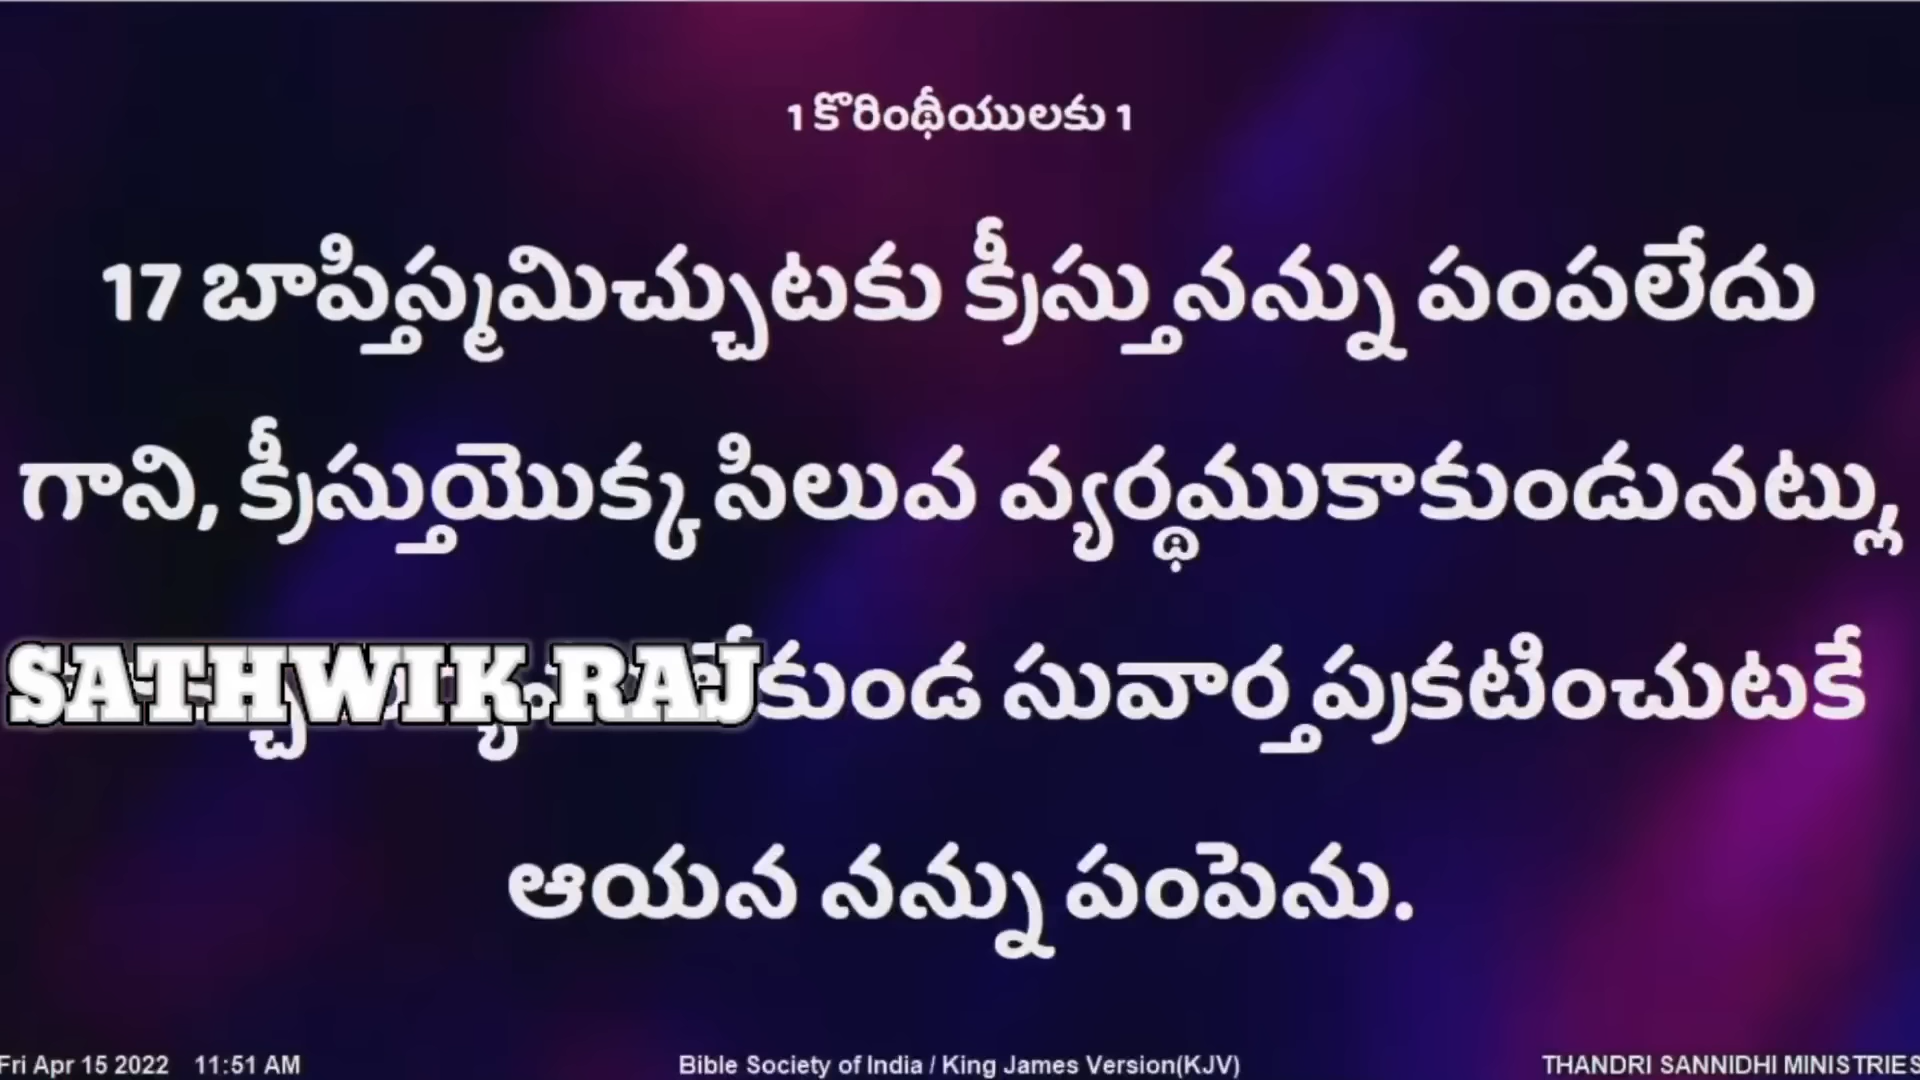 1 కొరింథీయులకు 1
17 బాప్తిస్మమిచ్చుటకు క్రీస్తునన్ను పంపలేదు
గాని, క్రీస్తుయొక్క సిలువ వ్యర్థముకాకుండునట్లు,
SATHWIK RAJ సువార్తప్రకటించుటకే
ఆయన నన్ను పంపెను.
Fri Apr 15 2022 11:51 AM Bible Society of India / King James Version(KJV) THANDRI SANNIDHI MINISTRIES